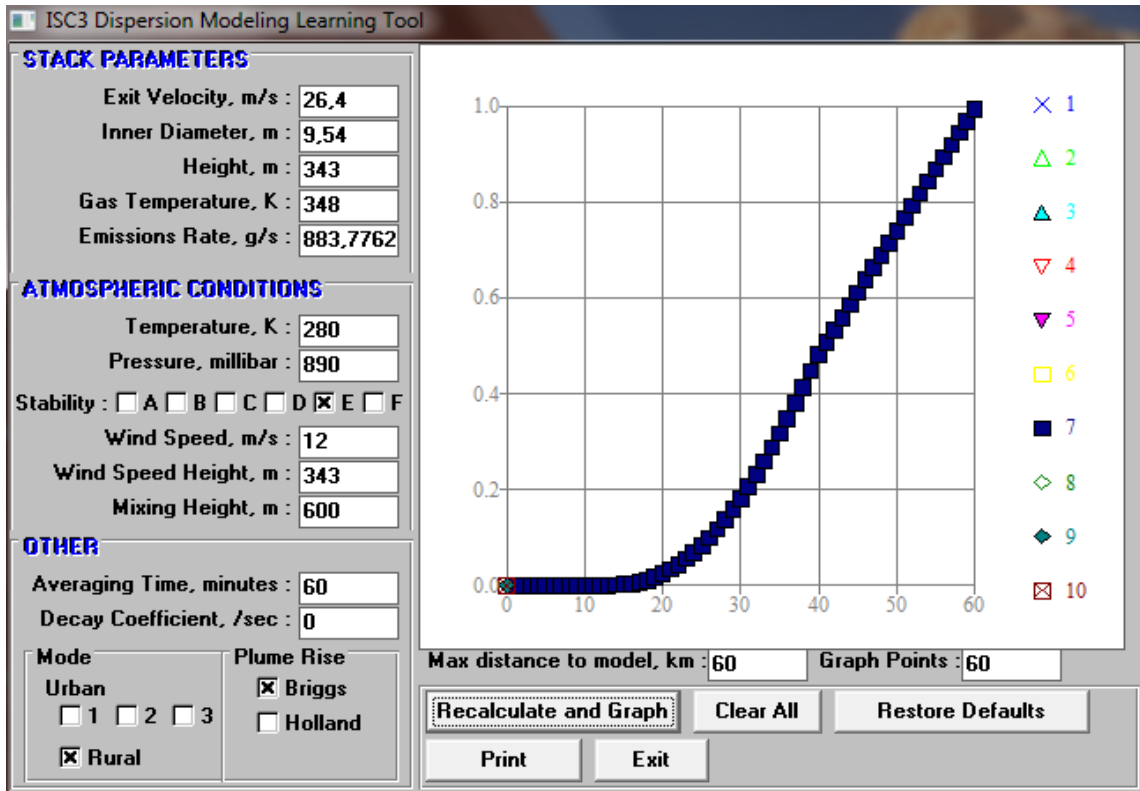 ISC3 Dispersion Modeling Learning Tool
STACK PARAMETERS
Exit Velocity, m/s : 26,4
Inner Diameter, m : 9,54
Height, m : 343
Gas Temperature, K : 348
Emissions Rate, g/s : 883,7762
ATMOSPHERIC CONDITIONS
Temperature, K : 280
Pressure, millibar : 890
Stability : A B C D E F
Wind Speed, m/s : 12
Wind Speed Height, m : 343
Mixing Height, m : 600
OTHER
Averaging Time, minutes : 60
Decay Coefficient, /sec : 0
Mode
Urban
1 2 3
Rural
Plume Rise
Briggs
Holland
1.0
0.8
0.6
0.4
0.2
0.0
0 10 20 30 40 50 60
1
2
3
4
5
6
7
8
9
10
Max distance to model, km : 60 Graph Points : 60
Recalculate and Graph Clear All Restore Defaults
Print Exit